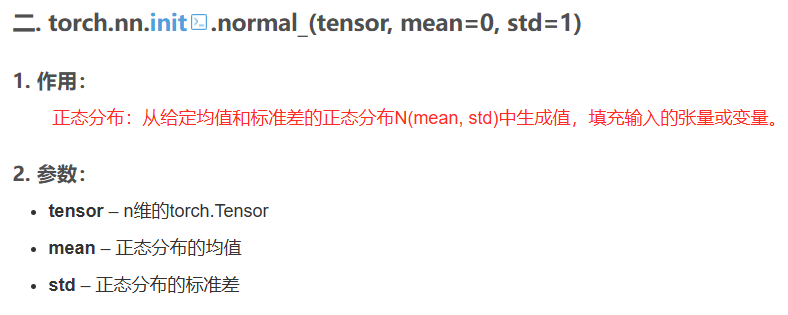 二. torch.nn.init.normal_(tensor, mean=0, std=1)
1. 作用：
正态分布：从给定均值和标准差的正态分布N(mean, std)中生成值，填充输入的张量或变量。
2. 参数：
• tensor – n维的torch.Tensor
• mean – 正态分布的均值
• std – 正态分布的标准差